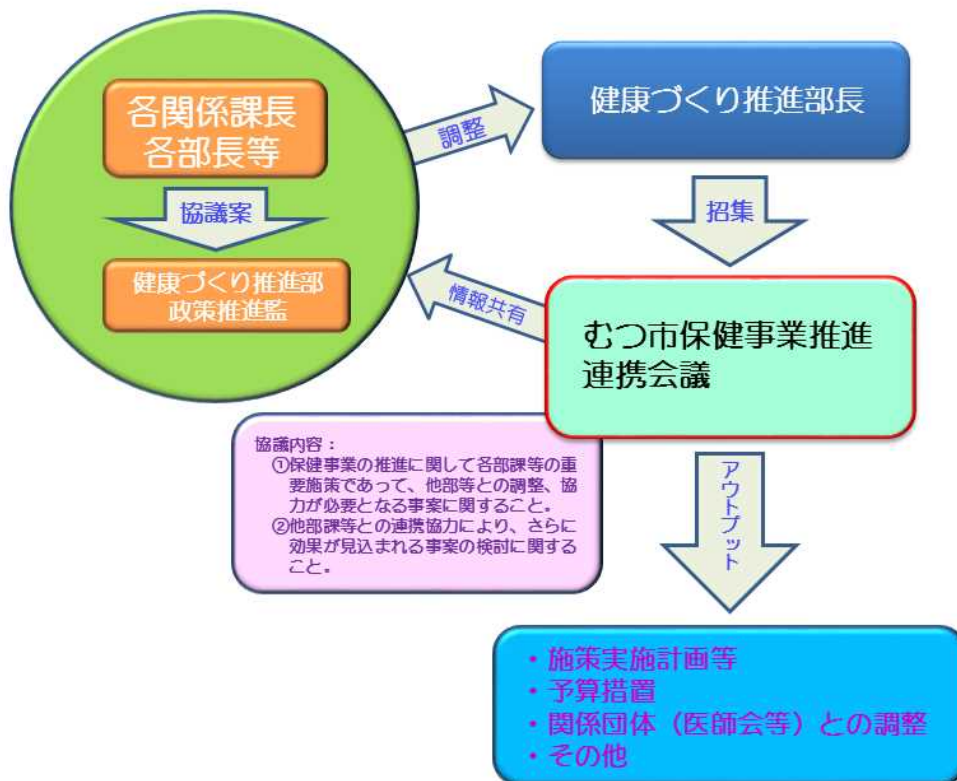 各関係課長
各部長等
協議案
健康づくり推進部
政策推進監
調整
健康づくり推進部長
招集
情報共有
むつ市保健事業推進
連携会議
協議内容：
①保健事業の推進に関して各部課等の重
要施策であって、他部等との調整、協
力が必要となる事案に関すること。
②他部課等との連携協力により、さらに
効果が見込まれる事案の検討に関する
こと。
アウトプット
・施策実施計画等
・予算措置
・関係団体（医師会等）との調整
・その他